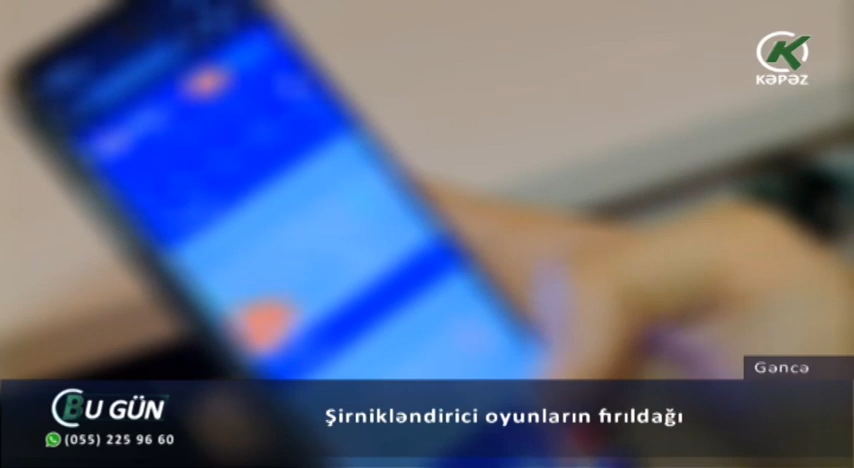 KƏPƏZ
Gəncə
BU GÜN
Şirnikləndirici oyunların fırıldağı
(055) 225 96 60